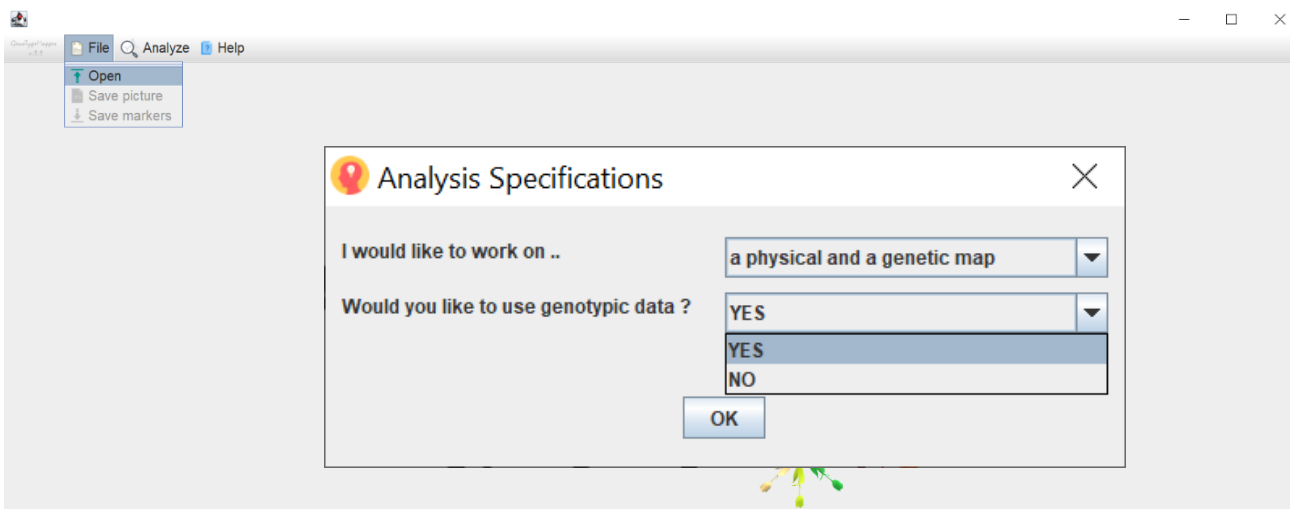 File Analyze Help
Open
Save picture
Save markers
Analysis Specifications
I would like to work on ..
a physical and a genetic map
Would you like to use genotypic data ?
YES
YES
NO
OK